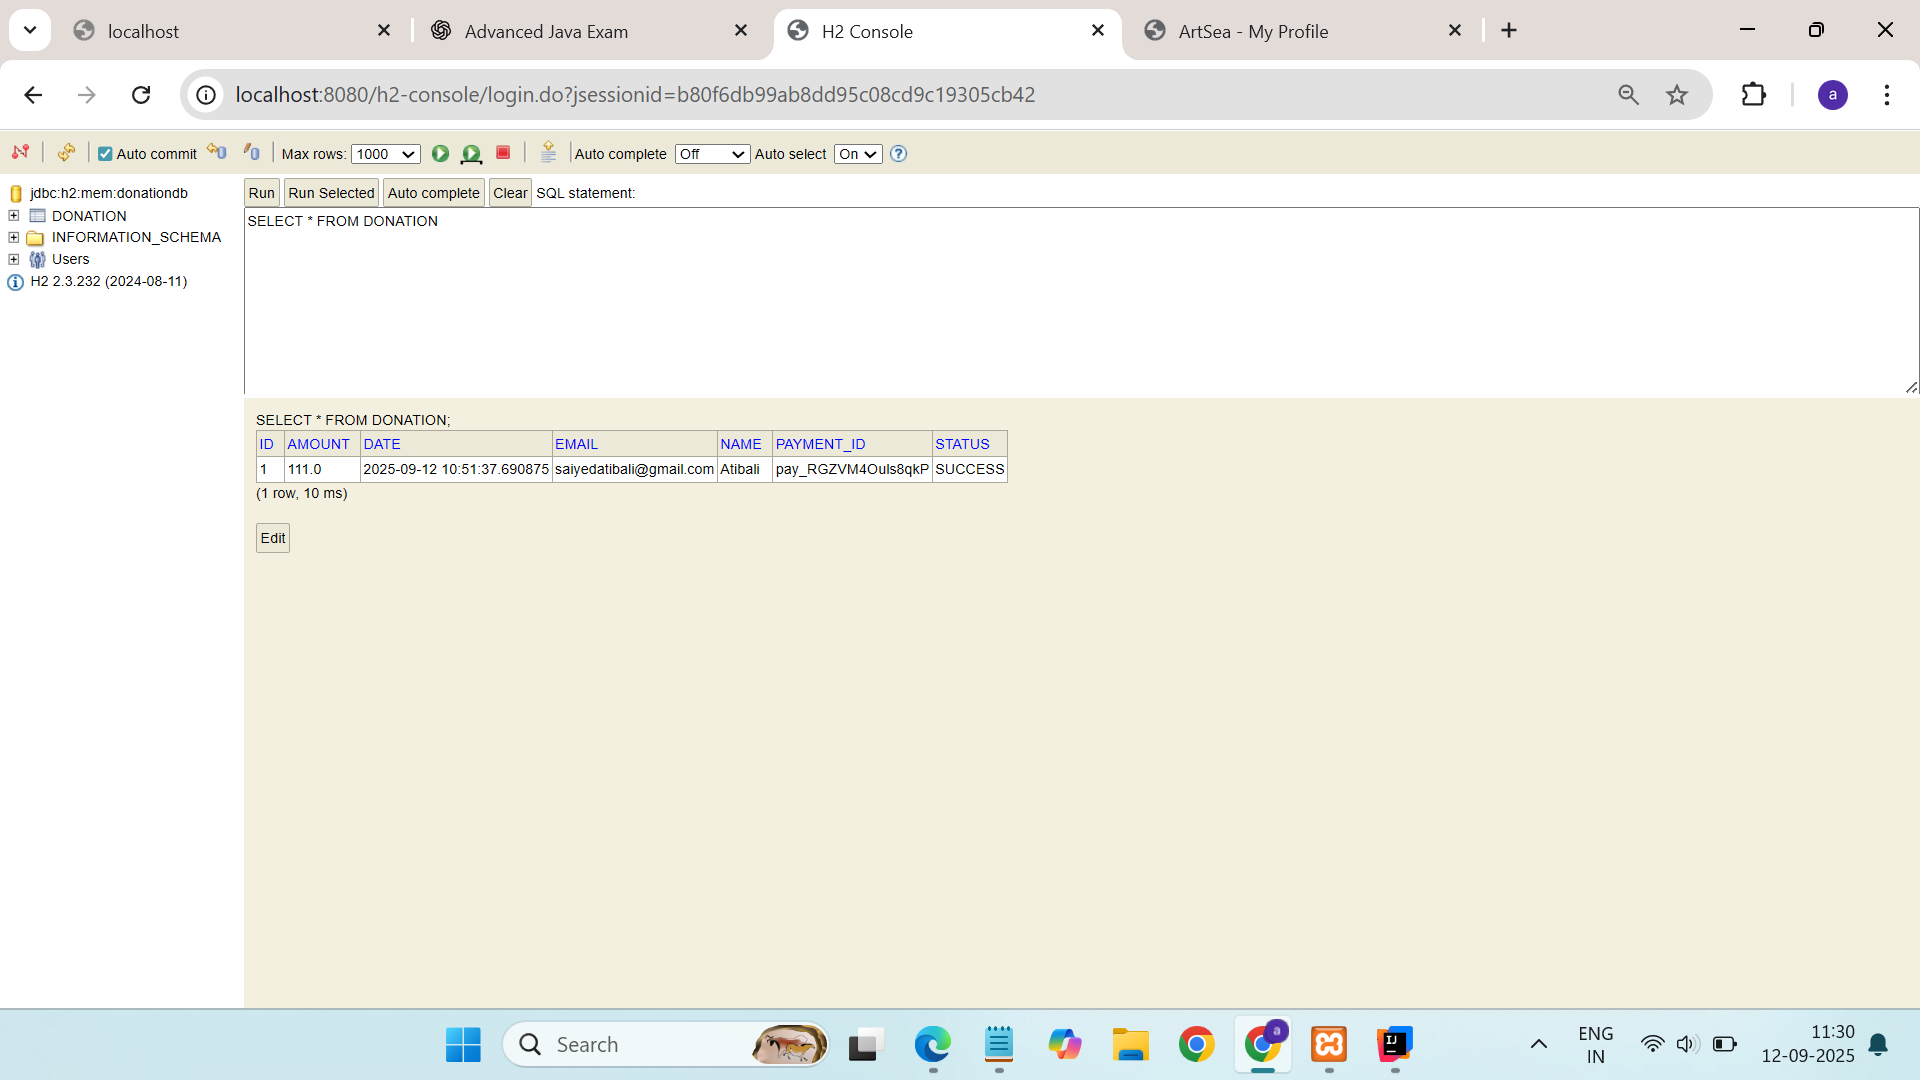 localhost
Advanced Java Exam
H2 Console
ArtSea - My Profile
localhost:8080/h2-console/login.do?jsessionid=b80f6db99ab8dd95c08cd9c19305cb42
a
Auto commit
Max rows: 1000
Auto complete Off
Auto select On
jdbc:h2:mem:donationdb
DONATION
INFORMATION_SCHEMA
Users
H2 2.3.232 (2024-08-11)
Run Run Selected Auto complete Clear SQL statement:
SELECT * FROM DONATION
SELECT * FROM DONATION;
ID AMOUNT DATE EMAIL NAME PAYMENT_ID STATUS
1 111.0 2025-09-12 10:51:37.690875 saiyedatibali@gmail.com Atibali pay_RGZVM4Ouls8qkP SUCCESS
(1 row, 10 ms)
Edit
Search
a
IJ
ENG
IN
11:30
12-09-2025